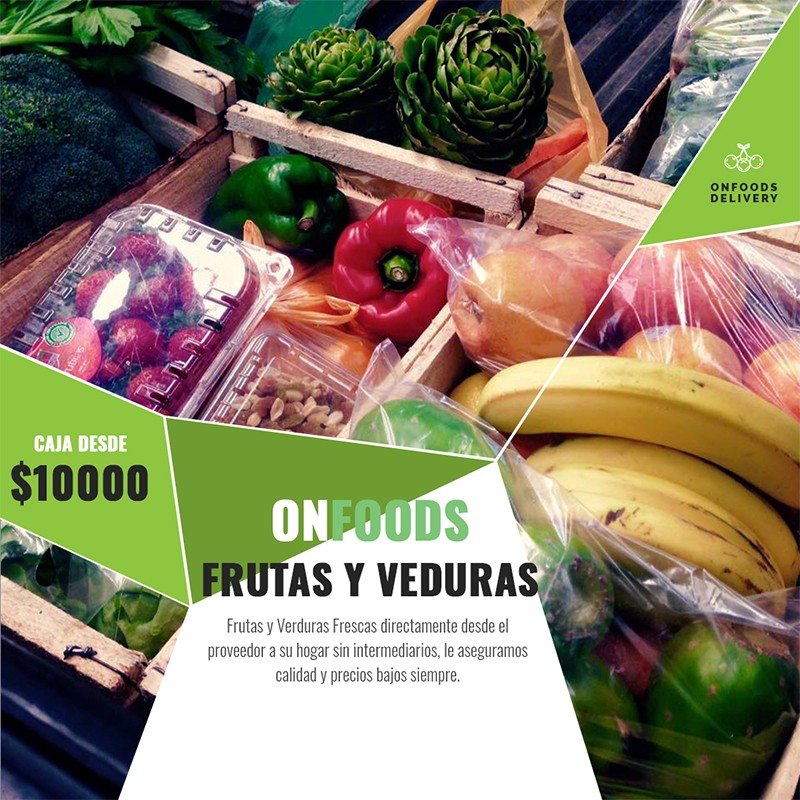 ONFOODS
DELIVERY
CAJA DESDE
$10000
ONFOODS
FRUTAS Y VEDURAS
Frutas y Verduras Frescas directamente desde el
proveedor a su hogar sin intermediarios, le aseguramos
calidad y precios bajos siempre.